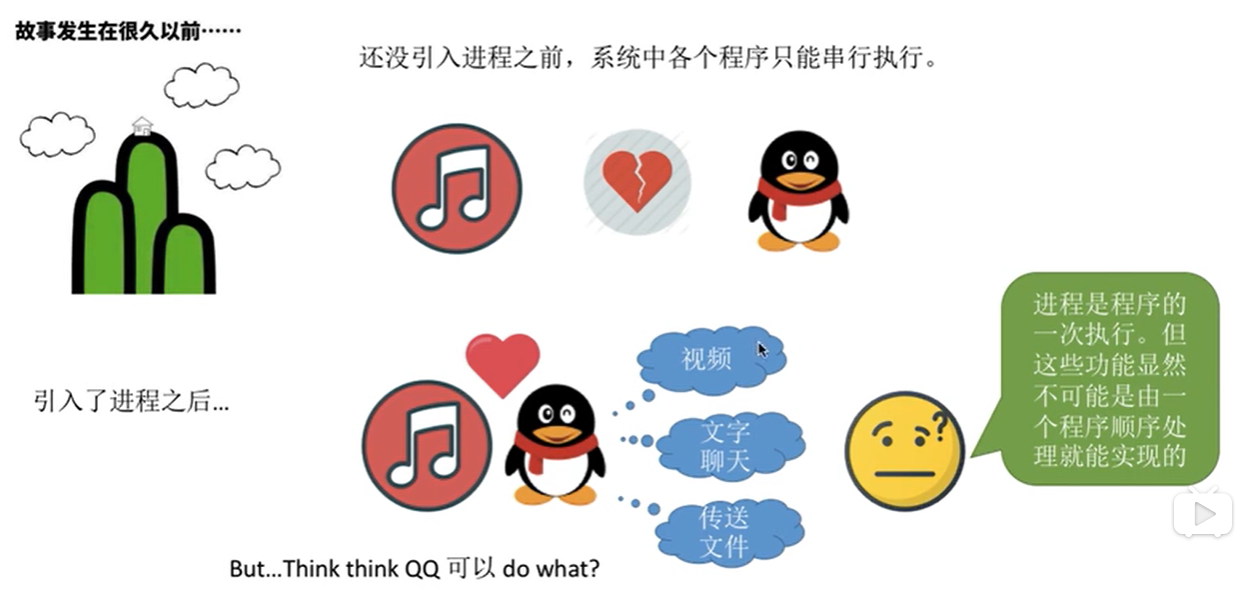 故事发生在很久以前……
还没引入进程之前，系统中各个程序只能串行执行。
引入了进程之后...
视频
文字
聊天
传送
文件
进程是程序的
一次执行。但
这些功能显然
不可能是由一
个程序顺序处
理就能实现的
But...Think think QQ 可以 do what?